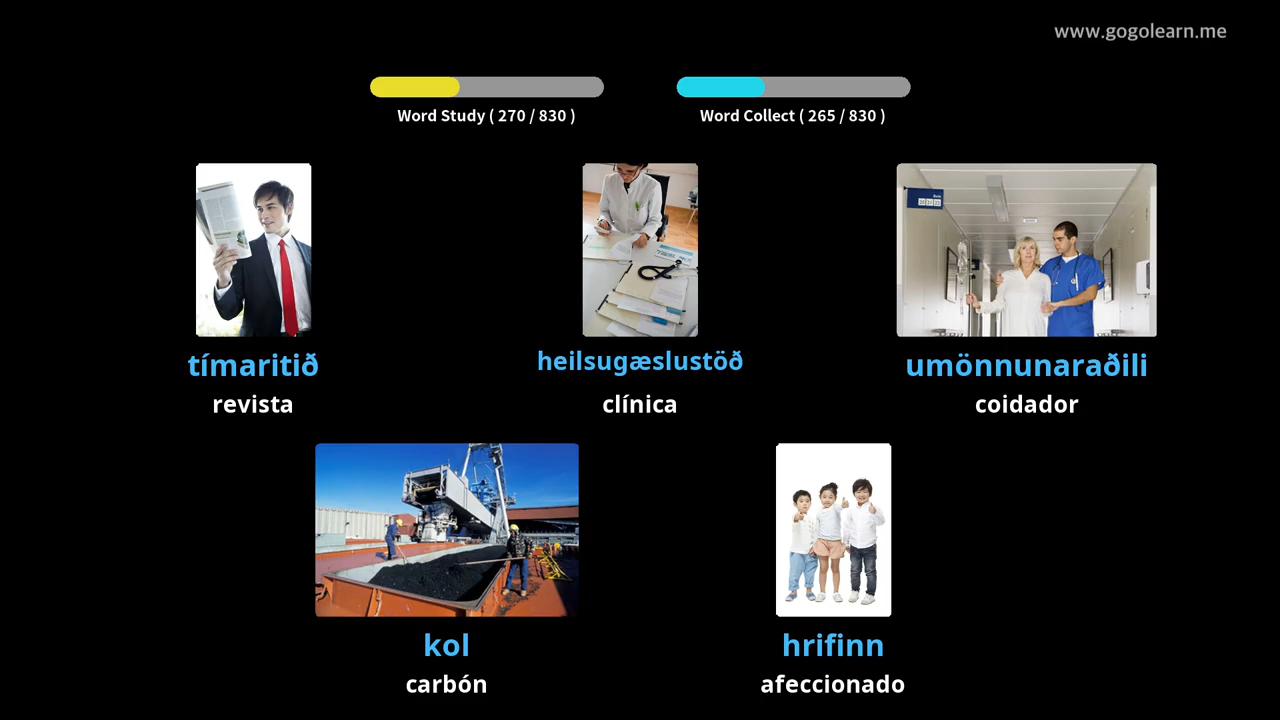 www.gogolearn.me
Word Study ( 270 / 830 )
Word Collect ( 265 / 830 )
tímaritið
heilsugæslustöð
umönnunaraðili
revista
clínica
coidador
kol
hrifinn
carbón
afeccionado